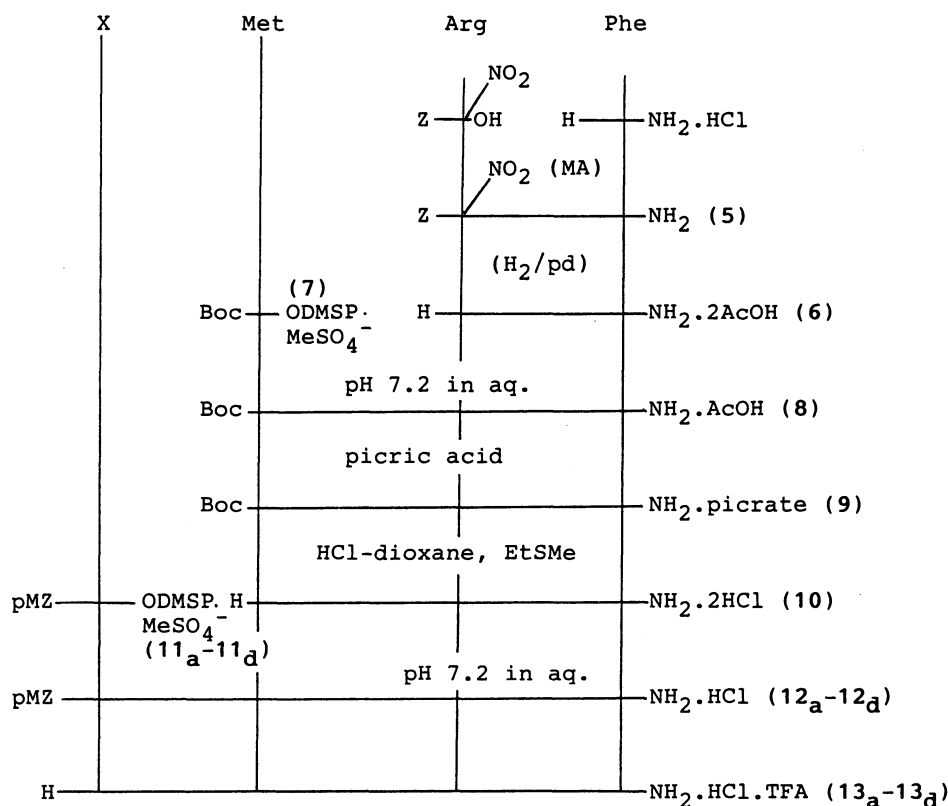 X Met Arg Phe
NO2
Z OH H NH2.HCl
NO2 (MA)
Z NH2 (5)
(H2/pd)
(7)
Boc ODMSP. H NH2.2AcOH (6)
MeSO4-
pH 7.2 in aq.
Boc NH2.AcOH (8)
picric acid
Boc NH2.picrate (9)
HCl-dioxane, EtSMe
pMZ ODMSP. H NH2.2HCl (10)
MeSO4-
(11a-11d)
pH 7.2 in aq.
pMZ NH2.HCl (12a-12d)
H NH2.HCl.TFA (13a-13d)